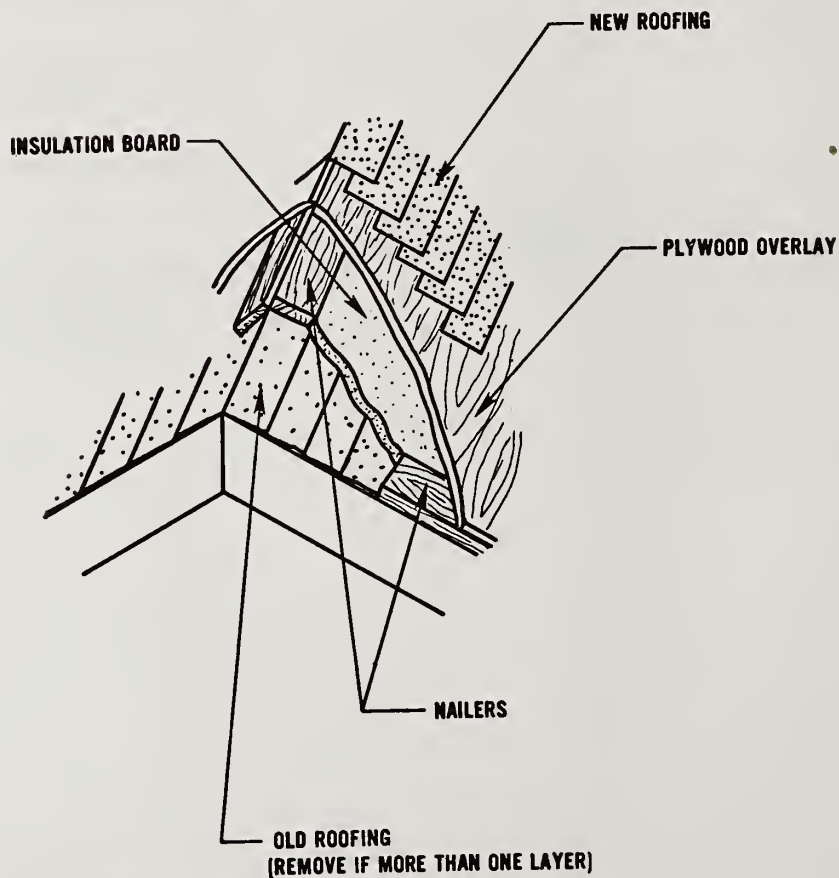 NEW ROOFING
INSULATION BOARD
PLYWOOD OVERLAY
NAILERS
OLD ROOFING
(REMOVE IF MORE THAN ONE LAYER)